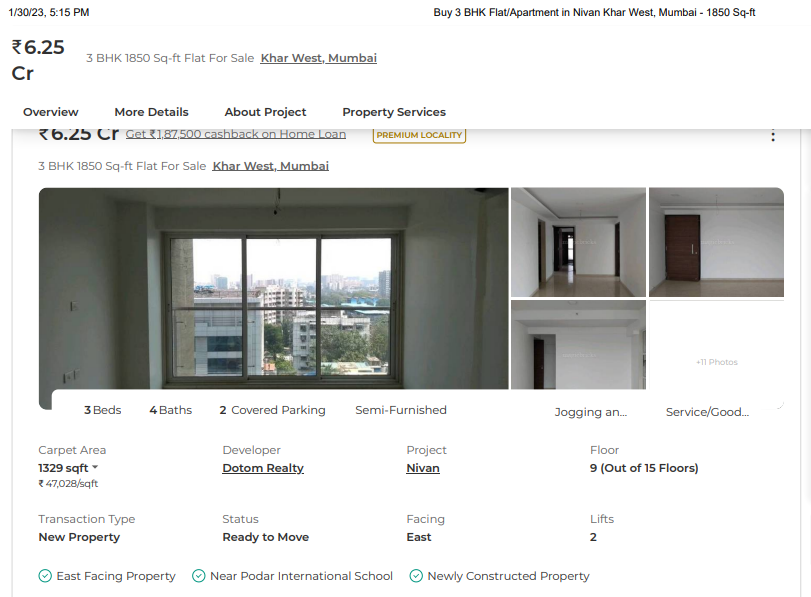 1/30/23, 5:15 PM
Buy 3 BHK Flat/Apartment in Nivan Khar West, Mumbai - 1850 Sq-ft
₹6.25 Cr
3 BHK 1850 Sq-ft Flat For Sale Khar West, Mumbai
Overview More Details About Project Property Services
₹6.25 Cr Get ₹1,87,500 cashback on Home Loan PREMIUM LOCALITY
3 BHK 1850 Sq-ft Flat For Sale Khar West, Mumbai
+11 Photos
3 Beds 4 Baths 2 Covered Parking Semi-Furnished Jogging an... Service/Good...
Carpet Area Developer Project Floor
1329 sqft Dotom Realty Nivan 9 (Out of 15 Floors)
₹47,028/sqft
Transaction Type Status Facing Lifts
New Property Ready to Move East 2
East Facing Property Near Podar International School Newly Constructed Property